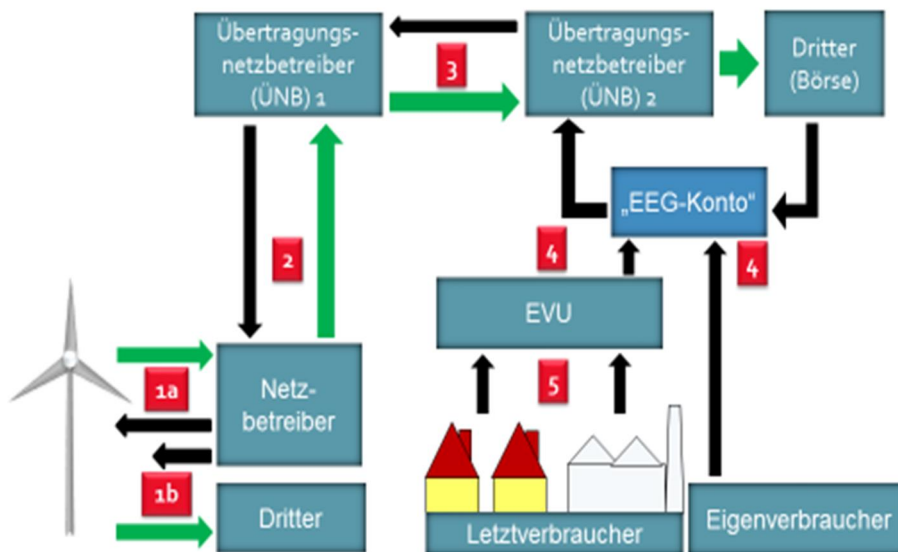 Übertragungs-
netzbetreiber
(ÜNB) 1
3
Übertragungs-
netzbetreiber
(ÜNB) 2
Dritter
(Börse)
„EEG-Konto“
2
4
4
EVU
1a
Netz-
betreiber
5
1b
Dritter
Letztverbraucher
Eigenverbraucher